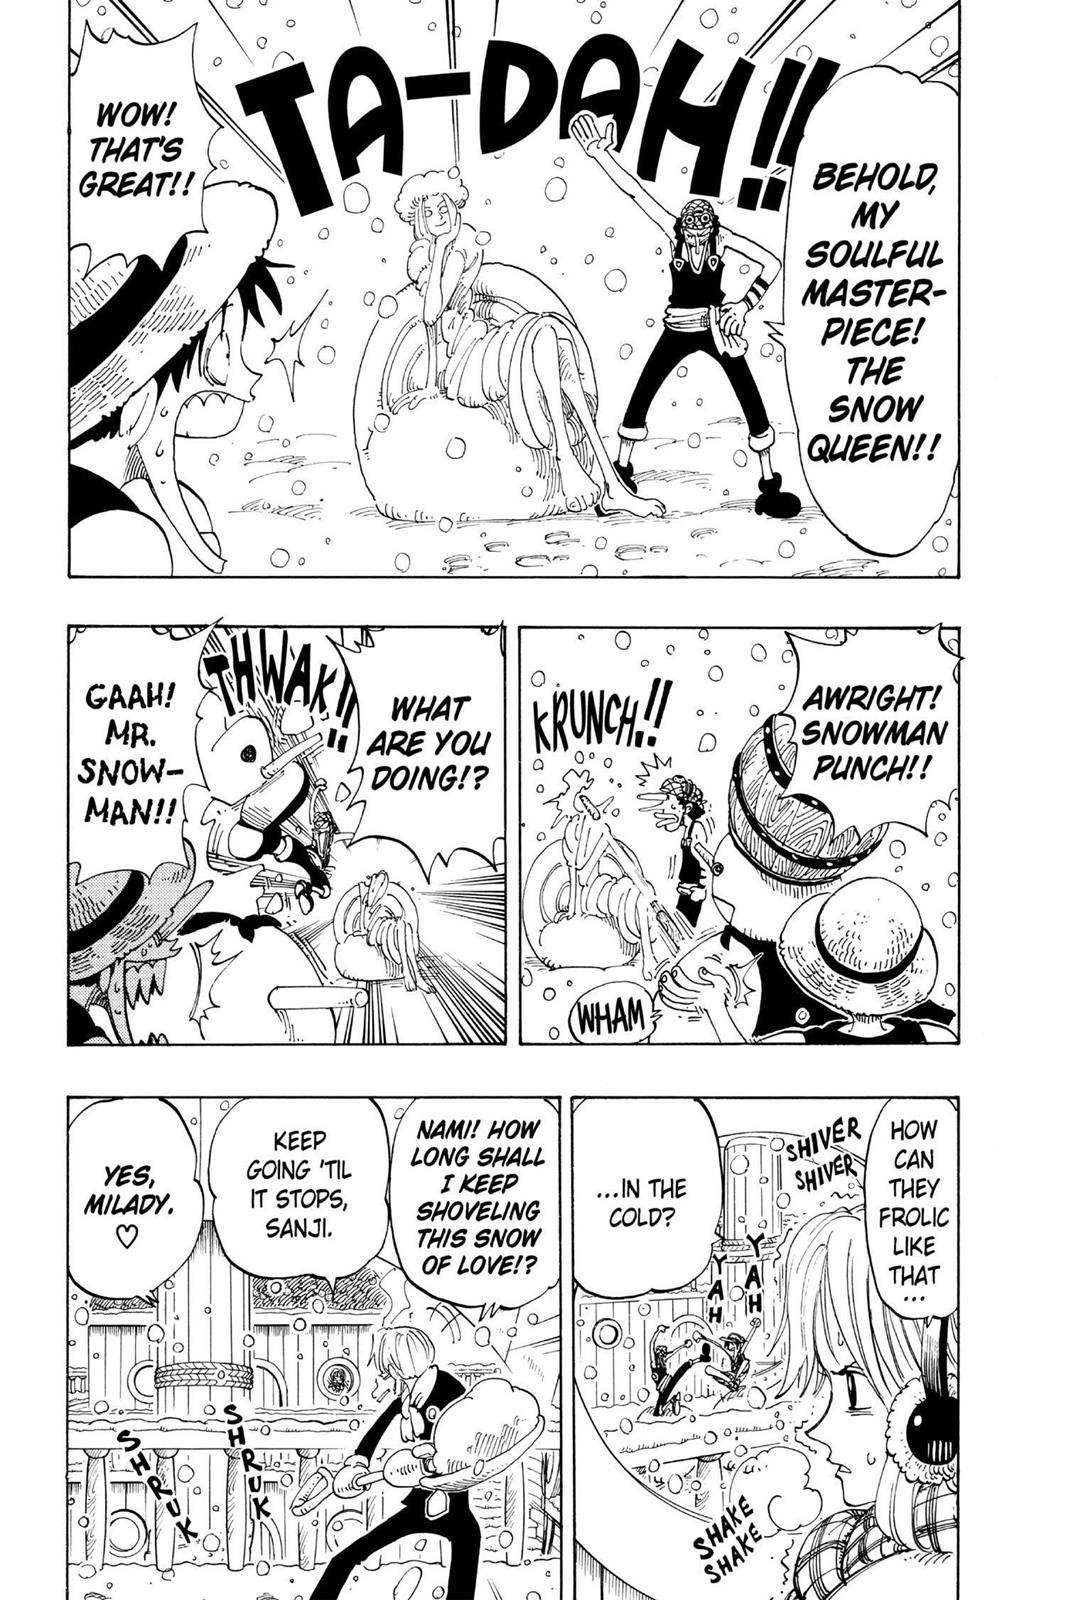 TA-DAH!!
BEHOLD,
MY
SOULFUL
MASTER-
PIECE!
THE
SNOW
QUEEN!!
WOW!
THAT'S
GREAT!!
AWRIGHT!
SNOWMAN
PUNCH!!
KRUNCH!!
WHAM
WHAT
ARE YOU
DOING!?
THWAK!!
GAAH!
MR.
SNOW-
MAN!!
HOW
CAN
THEY
FROLIC
LIKE
THAT
...
SHIVER
SHIVER
...IN THE
COLD?
YAH
YAH
SHAKE
SHAKE
NAMI! HOW
LONG SHALL
I KEEP
SHOVELING
THIS SNOW
OF LOVE!?
KEEP
GOING 'TIL
IT STOPS,
SANJI.
YES,
MILADY.
♡
SHRUK
SHRUK